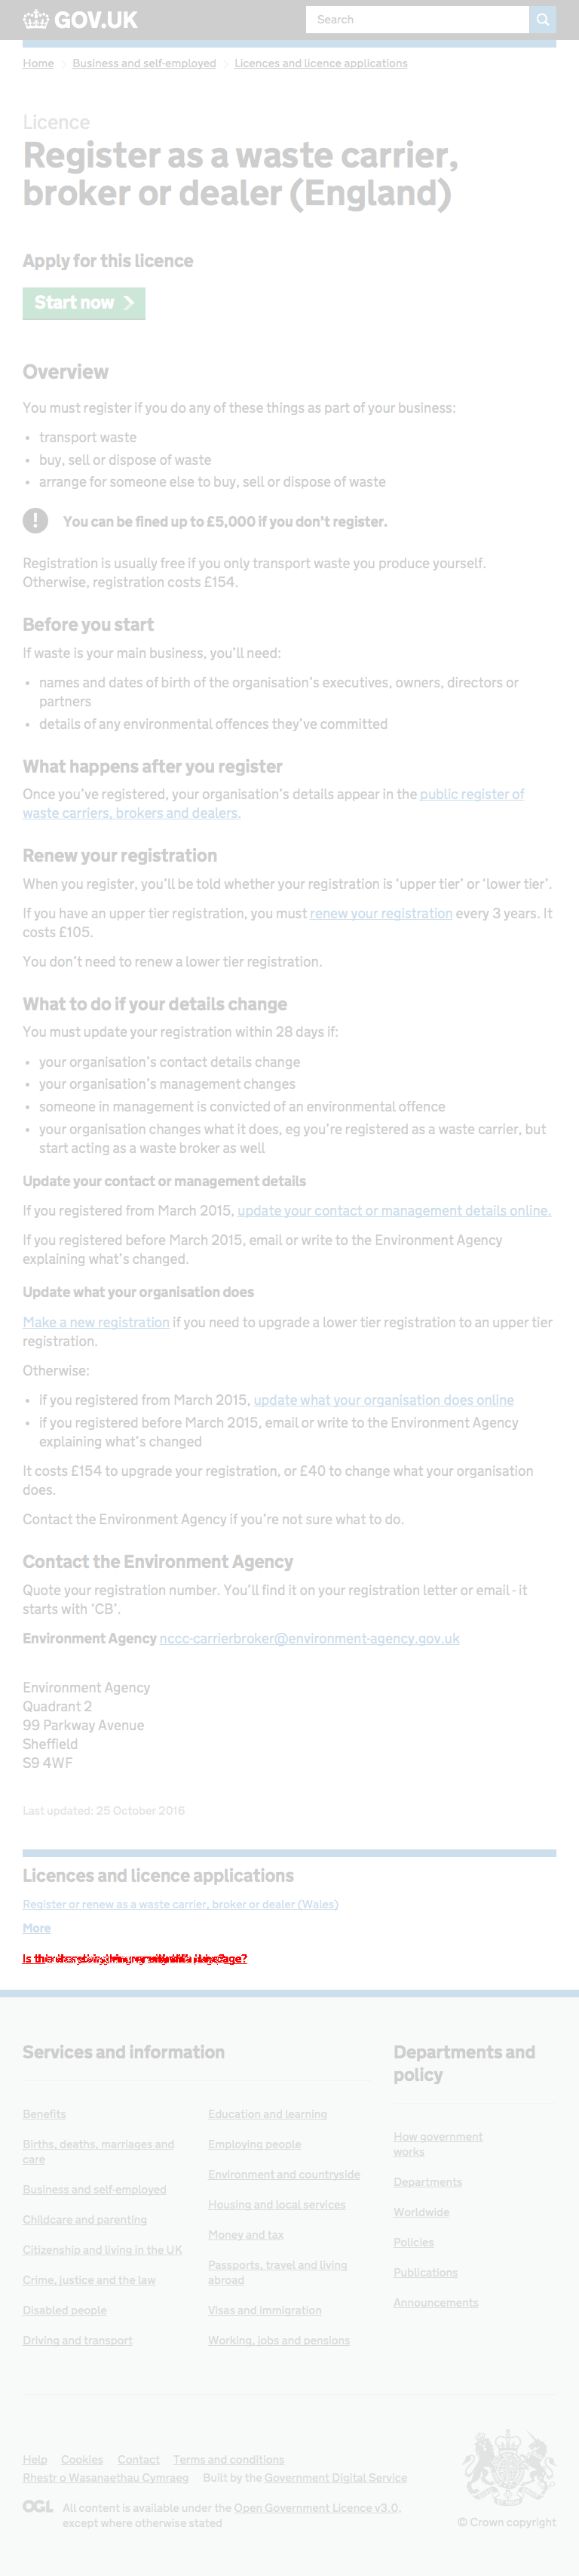 GOV.UK
Search
Home
Business and self-employed
Licences and licence applications
Licence
Register as a waste carrier,
broker or dealer (England)
Apply for this licence
Start now
Overview
You must register if you do any of these things as part of your business:
• transport waste
• buy, sell or dispose of waste
• arrange for someone else to buy, sell or dispose of waste
! You can be fined up to £5,000 if you don't register.
Registration is usually free if you only transport waste you produce yourself.
Otherwise, registration costs £154.
Before you start
If waste is your main business, you'll need:
• names and dates of birth of the organisation's executives, owners, directors or
partners
• details of any environmental offences they've committed
What happens after you register
Once you've registered, your organisation's details appear in the public register of
waste carriers, brokers and dealers.
Renew your registration
When you register, you'll be told whether your registration is 'upper tier' or 'lower tier'.
If you have an upper tier registration, you must renew your registration every 3 years. It
costs £105.
You don't need to renew a lower tier registration.
What to do if your details change
You must update your registration within 28 days if:
• your organisation's contact details change
• your organisation's management changes
• someone in management is convicted of an environmental offence
• your organisation changes what it does, eg you're registered as a waste carrier, but
start acting as a waste broker as well
Update your contact or management details
If you registered from March 2015, update your contact or management details online.
If you registered before March 2015, email or write to the Environment Agency
explaining what's changed.
Update what your organisation does
Make a new registration if you need to upgrade a lower tier registration to an upper tier
registration.
Otherwise:
• if you registered from March 2015, update what your organisation does online
• if you registered before March 2015, email or write to the Environment Agency
explaining what's changed
It costs £154 to upgrade your registration, or £40 to change what your organisation
does.
Contact the Environment Agency if you're not sure what to do.
Contact the Environment Agency
Quote your registration number. You'll find it on your registration letter or email - it
starts with 'CB'.
Environment Agency nccc-carrierbroker@environment-agency.gov.uk
Environment Agency
Quadrant 2
99 Parkway Avenue
Sheffield
S9 4WF
Last updated: 25 October 2016
Licences and licence applications
Register or renew as a waste carrier, broker or dealer (Wales)
More
Services and information
Benefits
Births, deaths, marriages and
care
Business and self-employed
Childcare and parenting
Citizenship and living in the UK
Crime, justice and the law
Disabled people
Driving and transport
Education and learning
Employing people
Environment and countryside
Housing and local services
Money and tax
Passports, travel and living
abroad
Visas and immigration
Working, jobs and pensions
Departments and
policy
How government
works
Departments
Worldwide
Policies
Publications
Announcements
Help Cookies Contact Terms and conditions
Rhestr o Wasanaethau Cymraeg Built by the Government Digital Service
OGL All content is available under the Open Government Licence v3.0,
except where otherwise stated
© Crown copyright